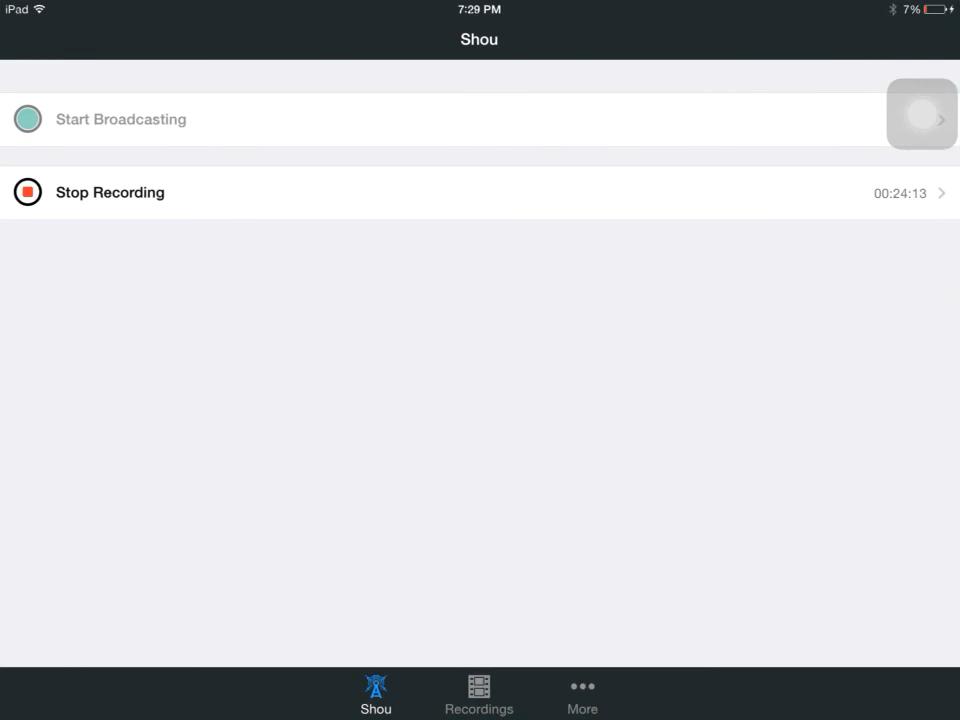 iPad 7:29 PM 7%
Shou
Start Broadcasting
Stop Recording 00:24:13
Shou Recordings More